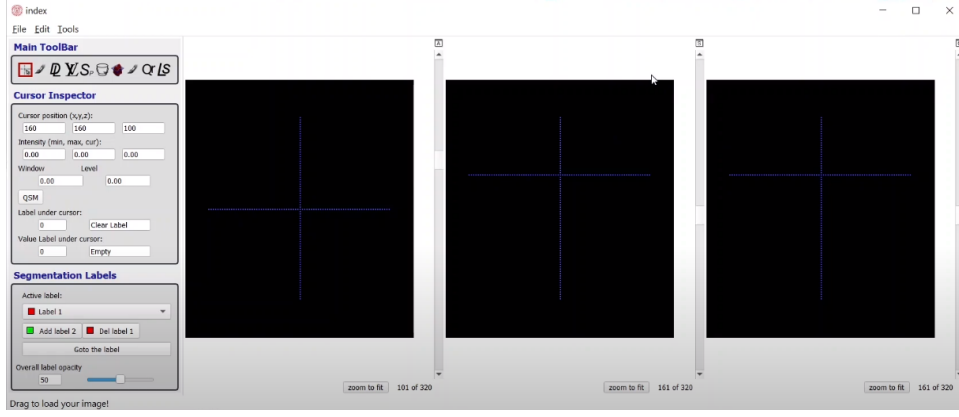 index
File Edit Tools
Main ToolBar
Cursor Inspector
Cursor position (x,y,z):
160 160 100
Intensity (min, max, cur):
0.00 0.00 0.00
Window Level
0.00 0.00
QSM
Label under cursor:
0 Clear Label
Value Label under cursor:
0 Empty
Segmentation Labels
Active label:
Label 1
Add label 2 Del label 1
Goto the label
Overall label opacity
50
Drag to load your image!
A
zoom to fit 101 of 320
S
zoom to fit 161 of 320
zoom to fit 161 of 320